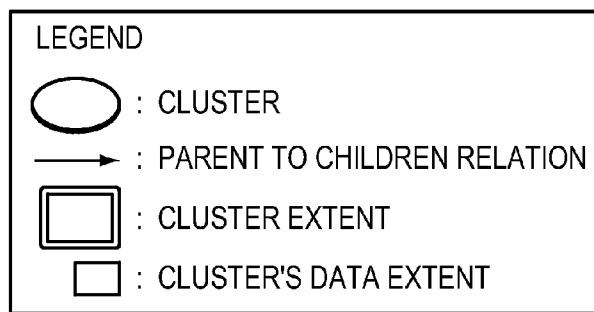 LEGEND
: CLUSTER
: PARENT TO CHILDREN RELATION
: CLUSTER EXTENT
: CLUSTER'S DATA EXTENT